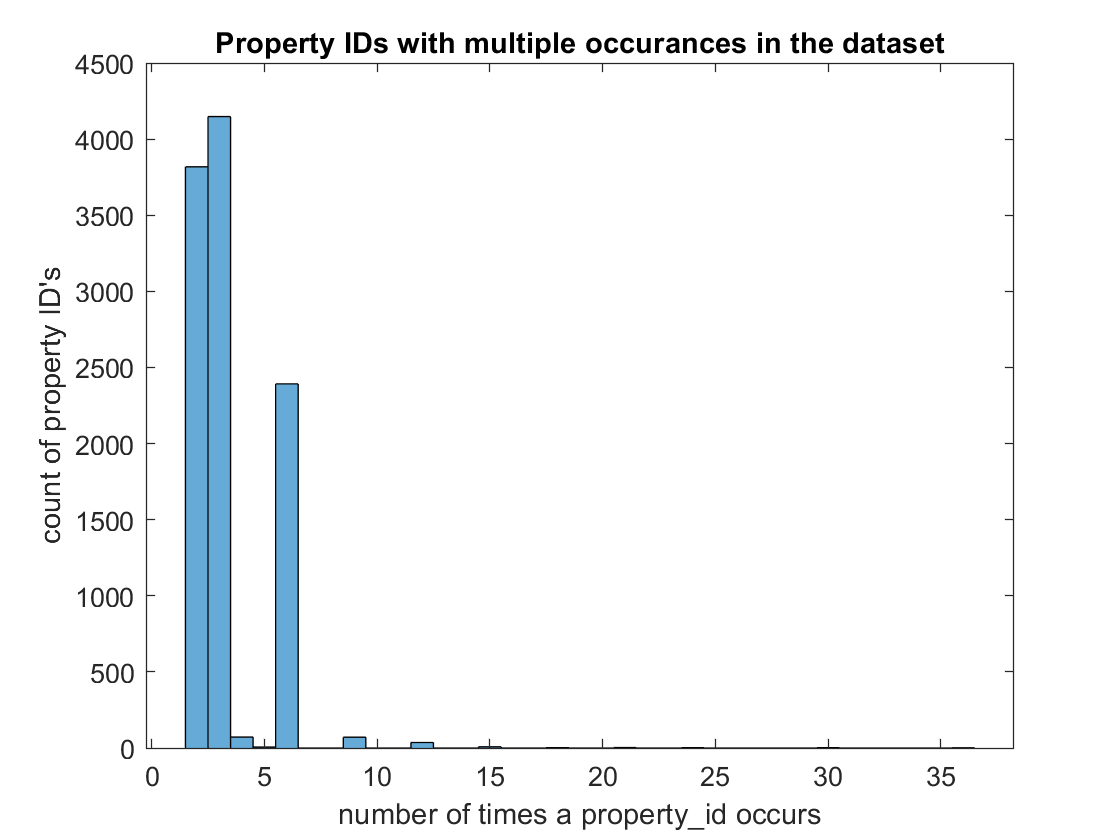 Property IDs with multiple occurances in the dataset
4500
4000
3500
3000
2500
2000
1500
1000
500
0
count of property ID's
0 5 10 15 20 25 30 35
number of times a property_id occurs